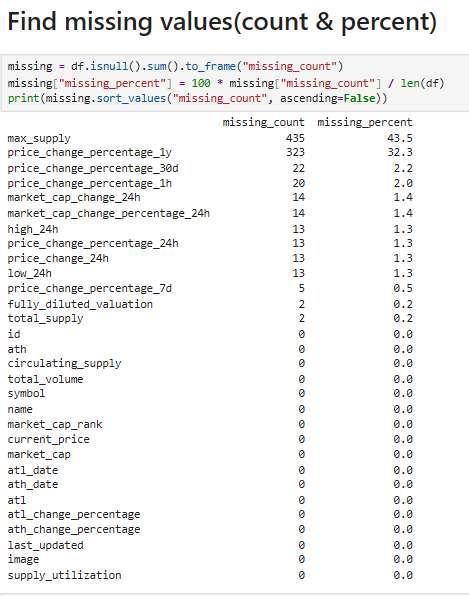 Find missing values(count & percent)
missing = df.isnull().sum().to_frame("missing_count")
missing["missing_percent"] = 100 * missing["missing_count"] / len(df)
print(missing.sort_values("missing_count", ascending=False))
missing_count missing_percent
max_supply 435 43.5
price_change_percentage_1y 323 32.3
price_change_percentage_30d 22 2.2
price_change_percentage_1h 20 2.0
market_cap_change_24h 14 1.4
market_cap_change_percentage_24h 14 1.4
high_24h 13 1.3
price_change_percentage_24h 13 1.3
price_change_24h 13 1.3
low_24h 13 1.3
price_change_percentage_7d 5 0.5
fully_diluted_valuation 2 0.2
total_supply 2 0.2
id 0 0.0
ath 0 0.0
circulating_supply 0 0.0
total_volume 0 0.0
symbol 0 0.0
name 0 0.0
market_cap_rank 0 0.0
current_price 0 0.0
market_cap 0 0.0
atl_date 0 0.0
ath_date 0 0.0
atl 0 0.0
atl_change_percentage 0 0.0
ath_change_percentage 0 0.0
last_updated 0 0.0
image 0 0.0
supply_utilization 0 0.0